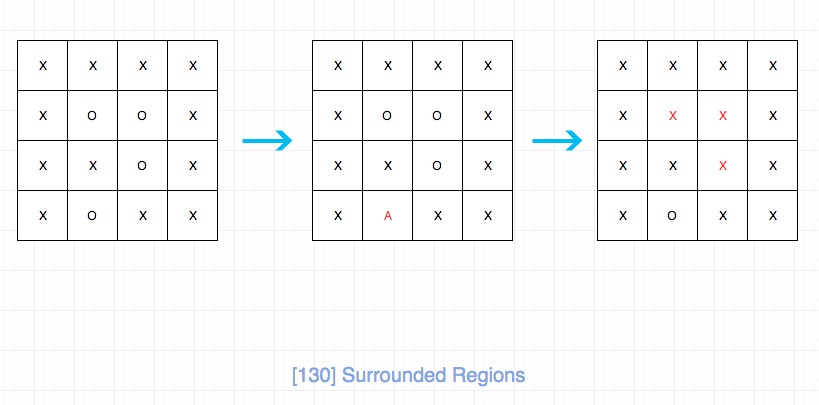 X X X X X X X X X X X X
X O O X X O O X X X X X
X X O X X X O X X X X X
X O X X X A X X X O X X
[130] Surrounded Regions